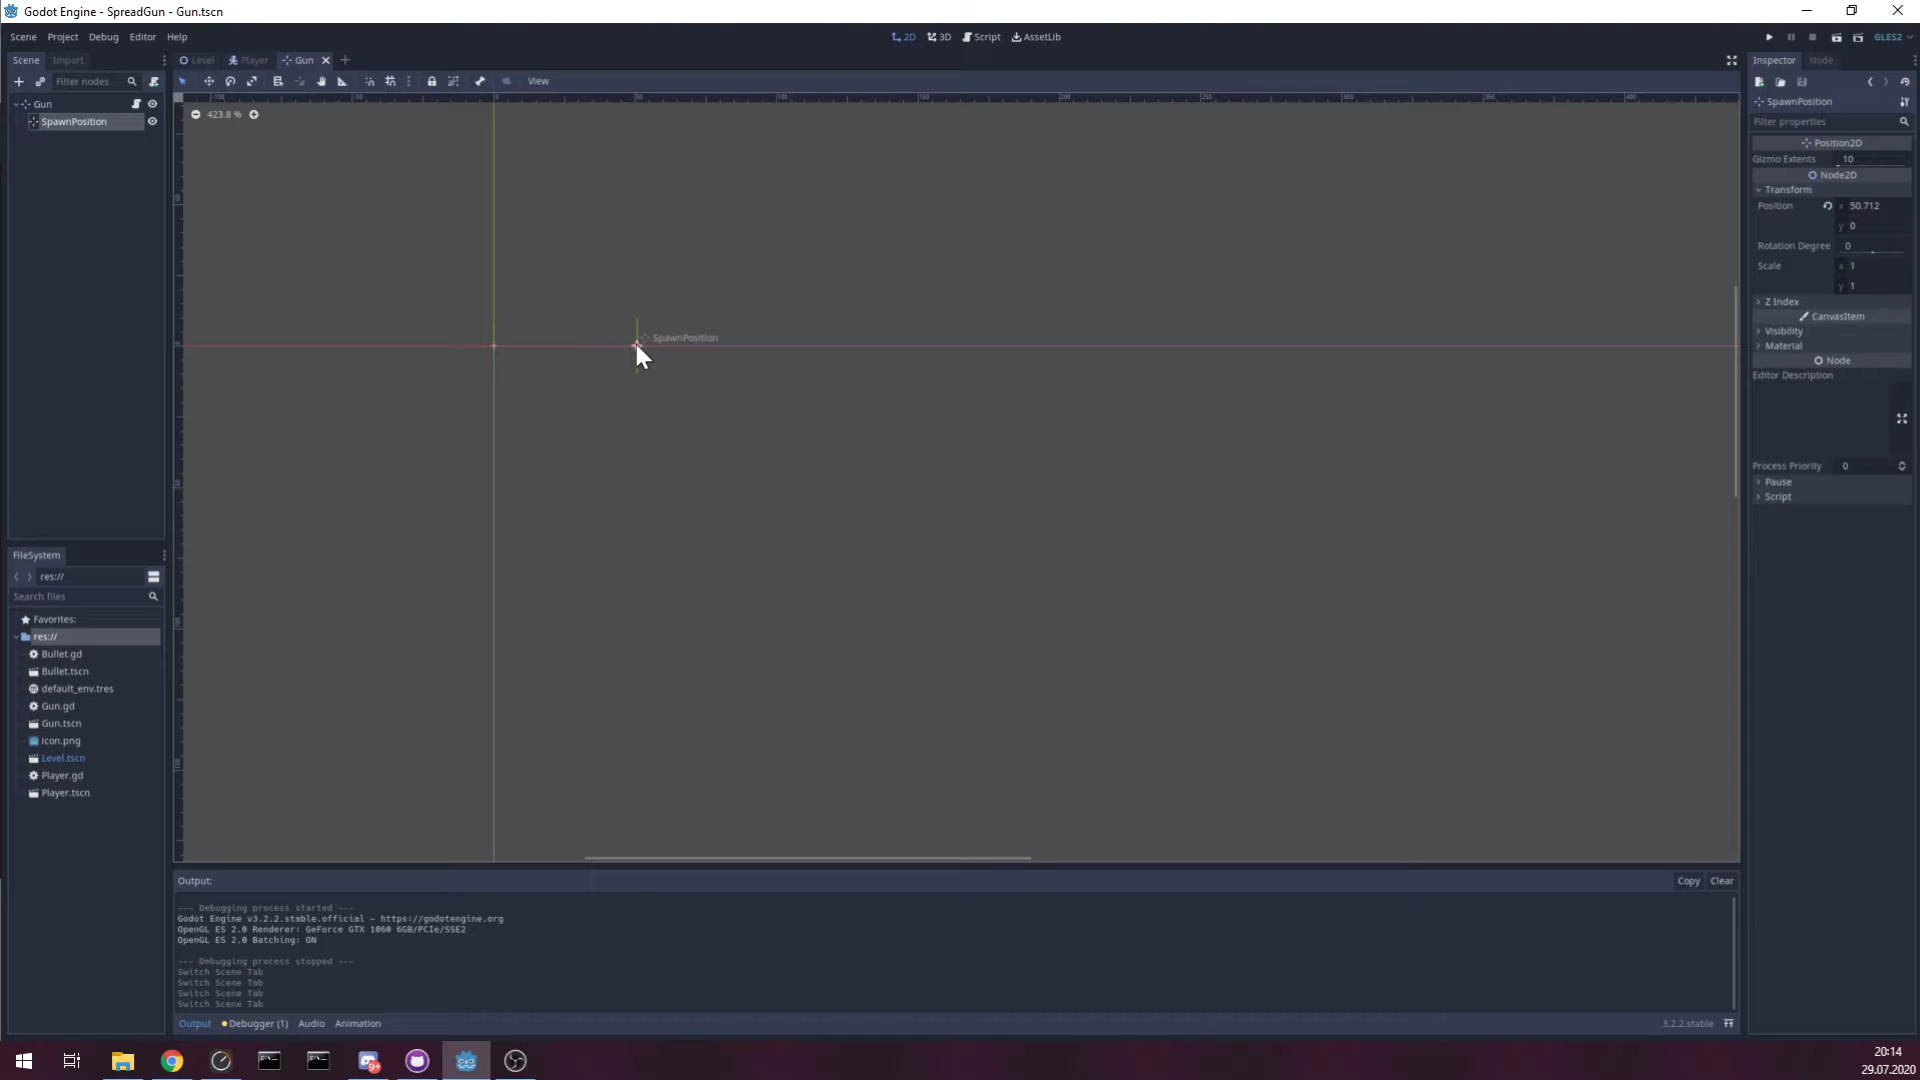 Godot Engine - SpreadGun - Gun.tscn
Scene Project Debug Editor Help
2D 3D Script AssetLib
GLES2
Scene Import
Level Player Gun
Inspector Node
Filter nodes
View
Gun
SpawnPosition
423.8 %
SpawnPosition
SpawnPosition
Filter properties
Position2D
Gizmo Extents 10
Node2D
Transform
Position x 50.712
y 0
Rotation Degree 0
Scale x 1
y 1
Z Index
CanvasItem
Visibility
Material
Node
Editor Description
Process Priority 0
Pause
Script
FileSystem
res://
Search files
Favorites:
res://
Bullet.gd
Bullet.tscn
default_env.tres
Gun.gd
Gun.tscn
icon.png
Level.tscn
Player.gd
Player.tscn
Output:
Copy Clear
--- Debugging process started ---
Godot Engine v3.2.2.stable.official - https://godotengine.org
OpenGL ES 2.0 Renderer: GeForce GTX 1060 6GB/PCIe/SSE2
OpenGL ES 2.0 Batching: ON
--- Debugging process stopped ---
Switch Scene Tab
Switch Scene Tab
Switch Scene Tab
Switch Scene Tab
Output Debugger (1) Audio Animation
3.2.2.stable
9+
20:14
29.07.2020